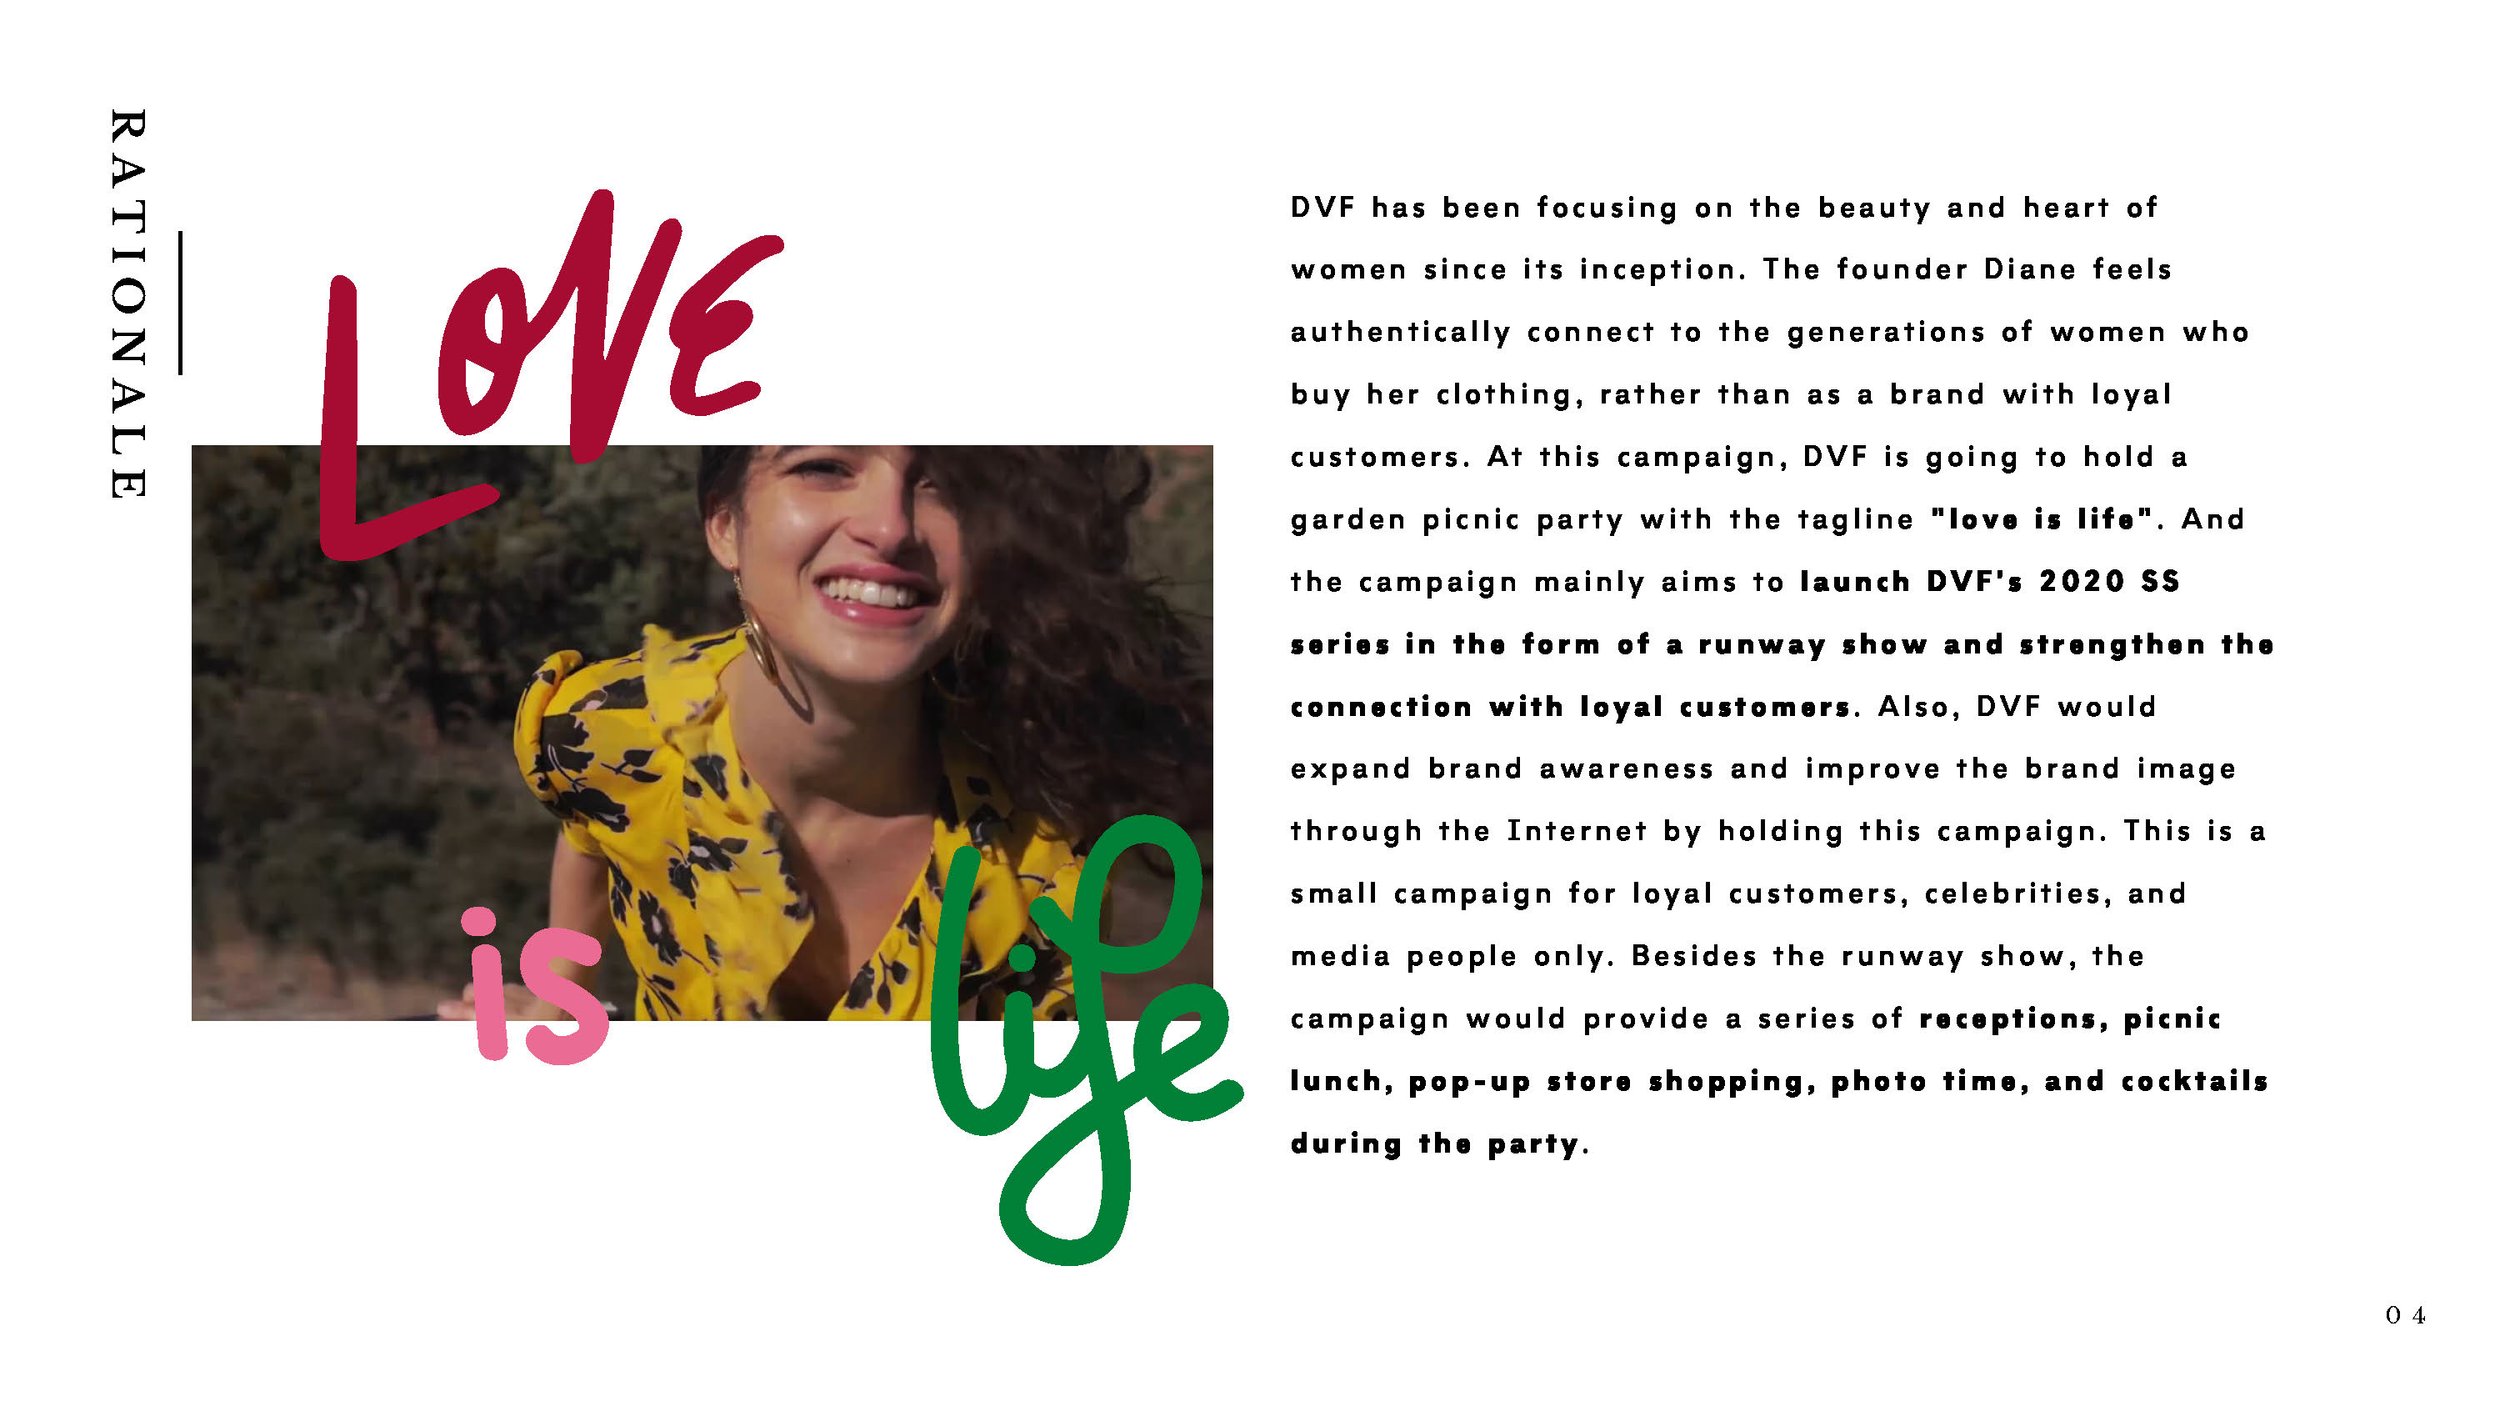 RATIONALE
LOVE
is
life
DVF has been focusing on the beauty and heart of
women since its inception. The founder Diane feels
authentically connect to the generations of women who
buy her clothing, rather than as a brand with loyal
customers. At this campaign, DVF is going to hold a
garden picnic party with the tagline "love is life". And
the campaign mainly aims to launch DVF's 2020 SS
series in the form of a runway show and strengthen the
connection with loyal customers. Also, DVF would
expand brand awareness and improve the brand image
through the Internet by holding this campaign. This is a
small campaign for loyal customers, celebrities, and
media people only. Besides the runway show, the
campaign would provide a series of receptions, picnic
lunch, pop-up store shopping, photo time, and cocktails
during the party.
04